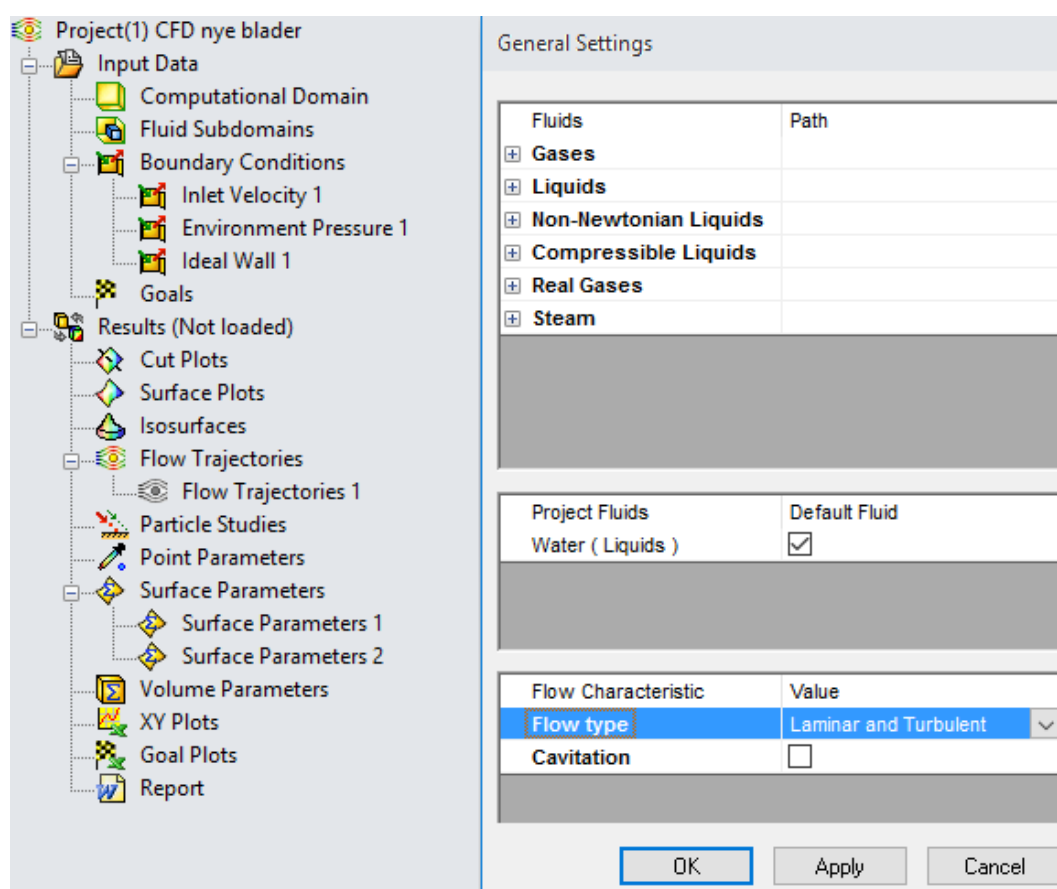 Project(1) CFD nye blader
Input Data
Computational Domain
Fluid Subdomains
Boundary Conditions
Inlet Velocity 1
Environment Pressure 1
Ideal Wall 1
Goals
Results (Not loaded)
Cut Plots
Surface Plots
Isosurfaces
Flow Trajectories
Flow Trajectories 1
Particle Studies
Point Parameters
Surface Parameters
Surface Parameters 1
Surface Parameters 2
Volume Parameters
XY Plots
Goal Plots
Report
General Settings
Fluids Path
Gases
Liquids
Non-Newtonian Liquids
Compressible Liquids
Real Gases
Steam
Project Fluids Default Fluid
Water ( Liquids )
Flow Characteristic Value
Flow type Laminar and Turbulent
Cavitation
OK Apply Cancel